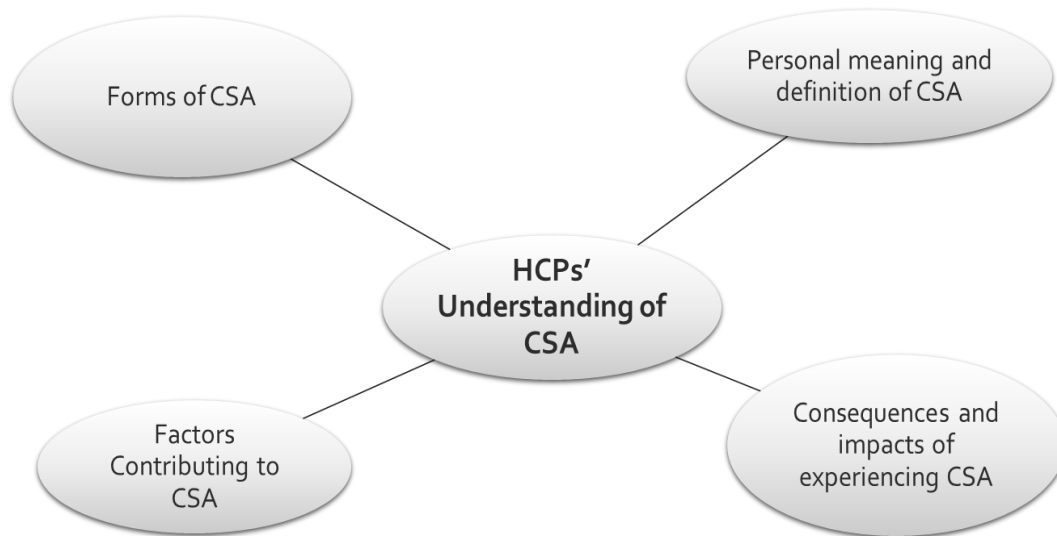 Forms of CSA
Personal meaning and
definition of CSA
HCPs’
Understanding of
CSA
Factors
Contributing to
CSA
Consequences and
impacts of
experiencing CSA